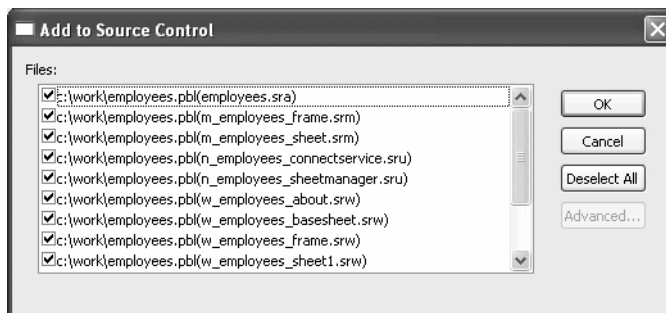 Add to Source Control
Files:
c:\work\employees.pbl(employees.sra)
c:\work\employees.pbl(m_employees_frame.srm)
c:\work\employees.pbl(m_employees_sheet.srm)
c:\work\employees.pbl(n_employees_connectservice.sru)
c:\work\employees.pbl(n_employees_sheetmanager.sru)
c:\work\employees.pbl(w_employees_about.srw)
c:\work\employees.pbl(w_employees_basesheet.srw)
c:\work\employees.pbl(w_employees_frame.srw)
c:\work\employees.pbl(w_employees_sheet1.srw)
OK
Cancel
Deselect All
Advanced...